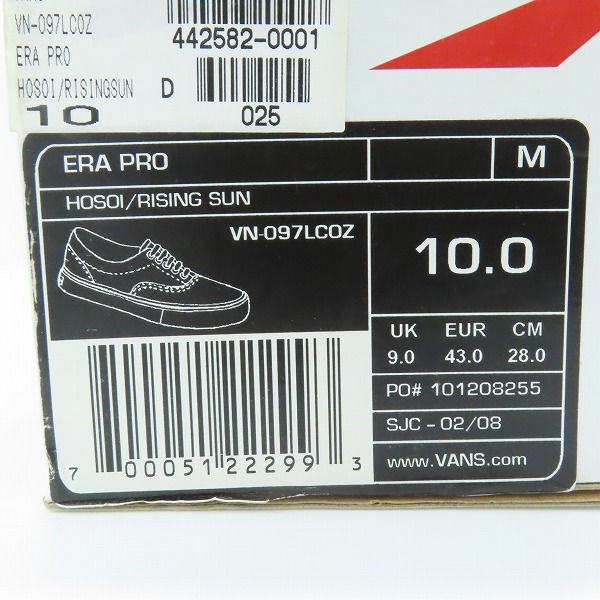 VN-097LCOZ
442582-0001
ERA PRO
HOSOI/RISINGSUN D
10
025
ERA PRO M
HOSOI/RISING SUN
VN-097LCOZ
10.0
UK EUR CM
9.0 43.0 28.0
PO# 101208255
SJC - 02/08
www.VANS.com
7 00051 22299 3